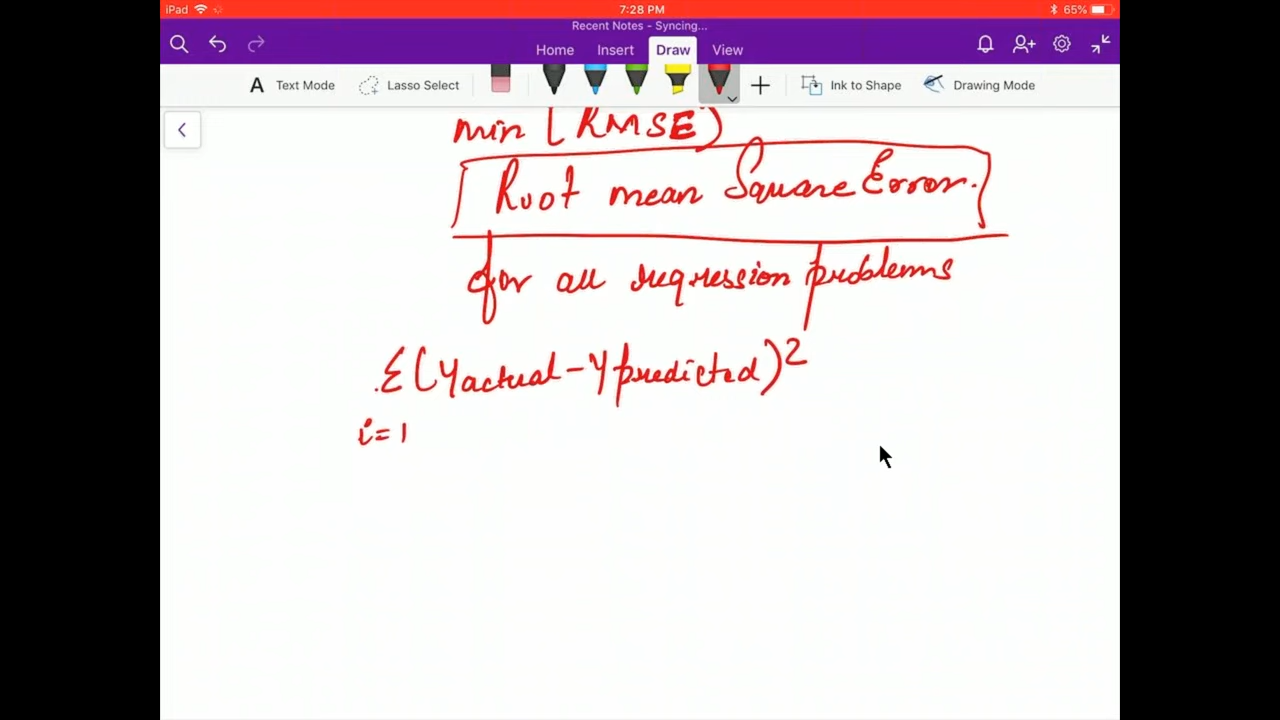 iPad 7:28 PM 65%
Recent Notes - Syncing...
Home Insert Draw View
A Text Mode Lasso Select Ink to Shape Drawing Mode
min [RMSE)
Root mean Square Error.
for all regression problems
Σ(Yactual-Ypredicted)²
i=1